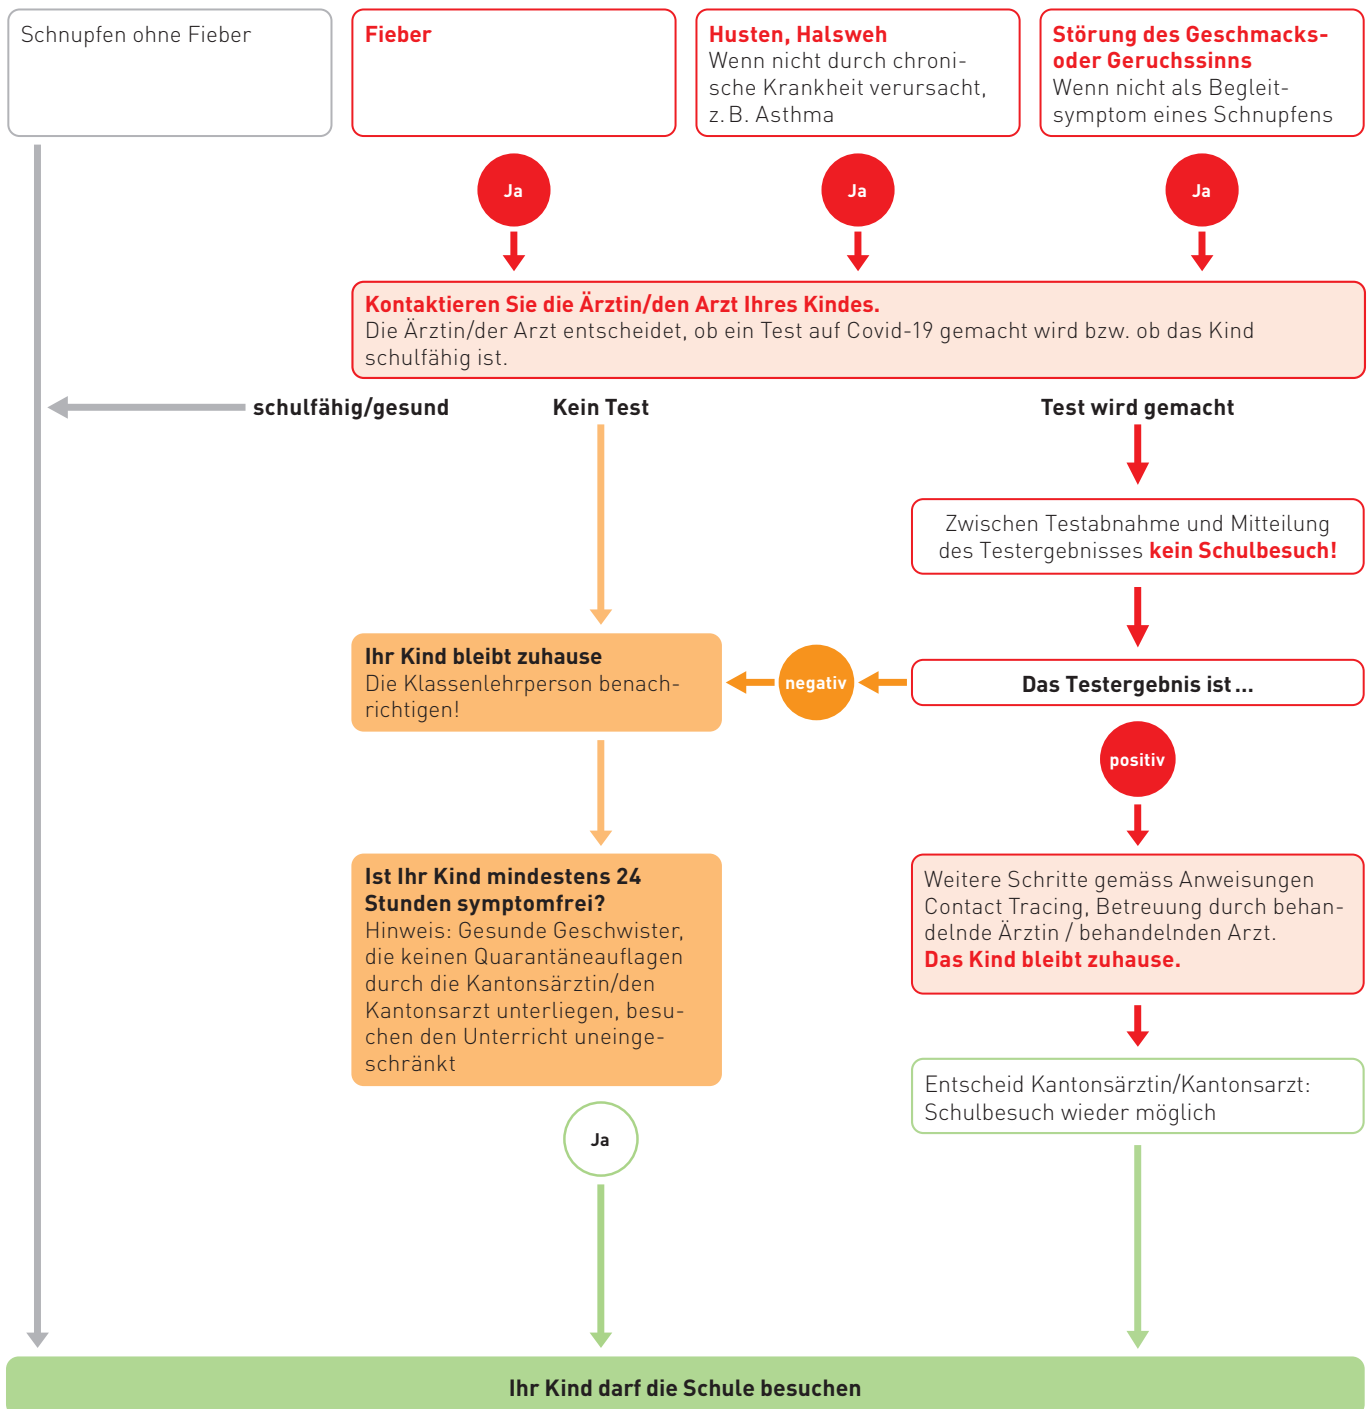 Schnupfen ohne Fieber
Fieber
Husten, Halsweh
Wenn nicht durch chroni-
sche Krankheit verursacht,
z. B. Asthma
Störung des Geschmacks-
oder Geruchssinns
Wenn nicht als Begleit-
symptom eines Schnupfens
Ja
Ja
Ja
Kontaktieren Sie die Ärztin/den Arzt Ihres Kindes.
Die Ärztin/der Arzt entscheidet, ob ein Test auf Covid-19 gemacht wird bzw. ob das Kind
schulfähig ist.
schulfähig/gesund
Kein Test
Test wird gemacht
Zwischen Testabnahme und Mitteilung
des Testergebnisses kein Schulbesuch!
Ihr Kind bleibt zuhause
Die Klassenlehrperson benach-
richtigen!
negativ
Das Testergebnis ist ...
positiv
Ist Ihr Kind mindestens 24
Stunden symptomfrei?
Hinweis: Gesunde Geschwister,
die keinen Quarantäneauflagen
durch die Kantonsärztin/den
Kantonsarzt unterliegen, besu-
chen den Unterricht uneinge-
schränkt
Weitere Schritte gemäss Anweisungen
Contact Tracing, Betreuung durch behan-
delnde Ärztin / behandelnden Arzt.
Das Kind bleibt zuhause.
Entscheid Kantonsärztin/Kantonsarzt:
Schulbesuch wieder möglich
Ja
Ihr Kind darf die Schule besuchen